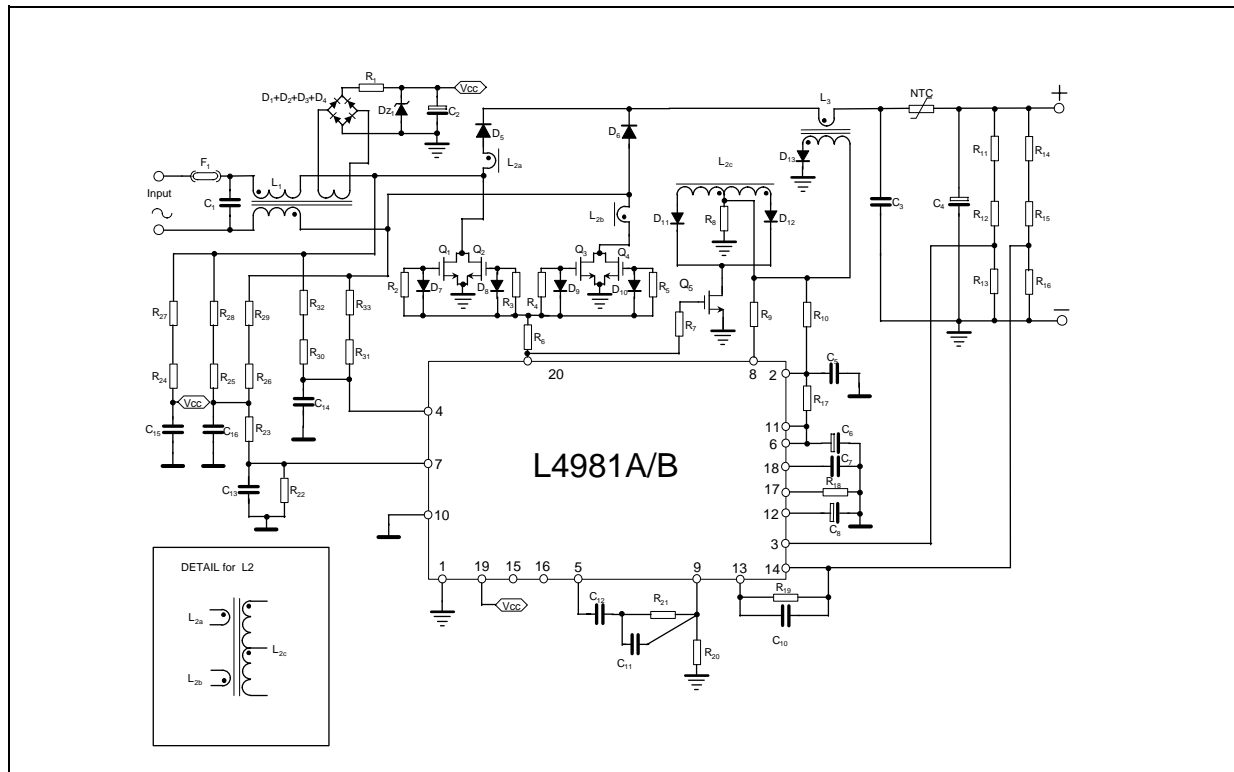 R1
D1+D2+D3+D4
Vcc
Dz1
C2
L3
NTC
+
D5
D6
L2a
L2c
F1
L1
Input
C1
D13
R11
R14
L2b
D11
R8
D12
C3
C4
R12
R15
Q1
Q2
Q3
Q4
Q5
R2
D7
D8
R3
R4
D9
D10
R5
R13
R16
R27
R28
R29
R32
R33
R6
R7
R9
R10
–
R24
R25
R26
R30
R31
20
8
2
C5
Vcc
C14
R17
C15
C16
R23
4
11
6
C6
C7
7
L4981A/B
18
R18
C13
R22
17
12
C8
10
3
DETAIL for L2
1
19
15
16
5
9
13
14
Vcc
C12
R21
R19
L2a
C10
L2c
C11
R20
L2b